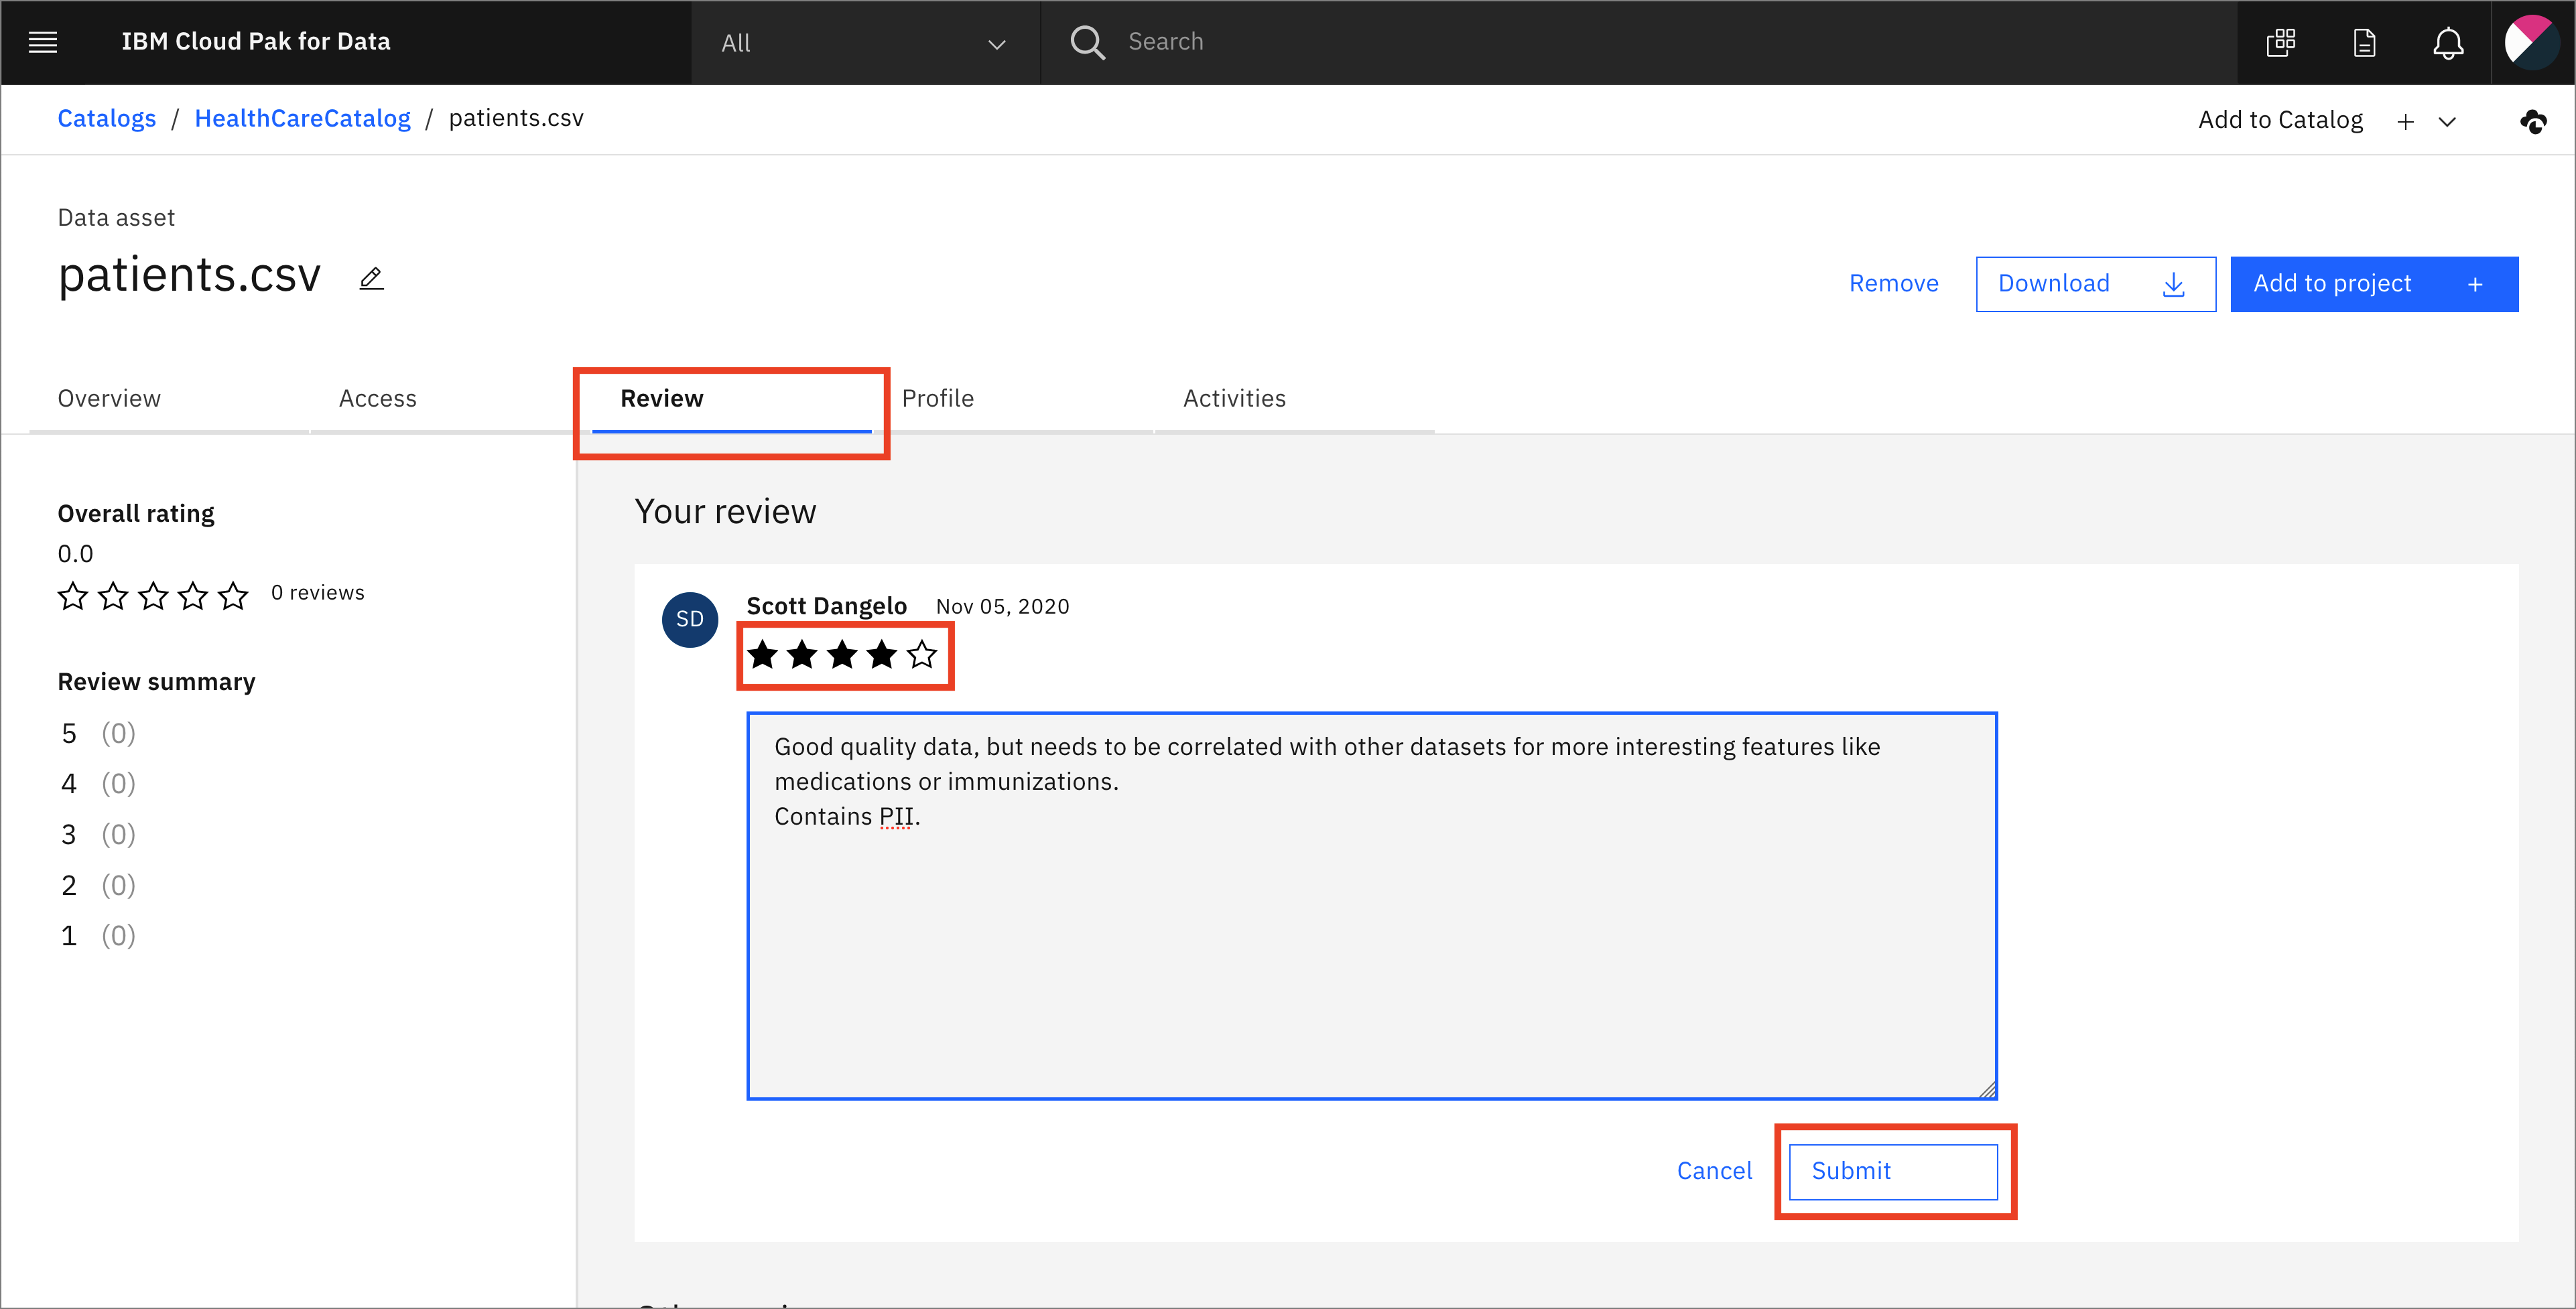 IBM Cloud Pak for Data
All
Search
Catalogs / HealthCareCatalog / patients.csv
Add to Catalog
Data asset
patients.csv
Remove
Download
Add to project +
Overview
Access
Review
Profile
Activities
Overall rating
0.0
0 reviews
Review summary
5 (0)
4 (0)
3 (0)
2 (0)
1 (0)
Your review
SD
Scott Dangelo Nov 05, 2020
Good quality data, but needs to be correlated with other datasets for more interesting features like
medications or immunizations.
Contains PII.
Cancel
Submit